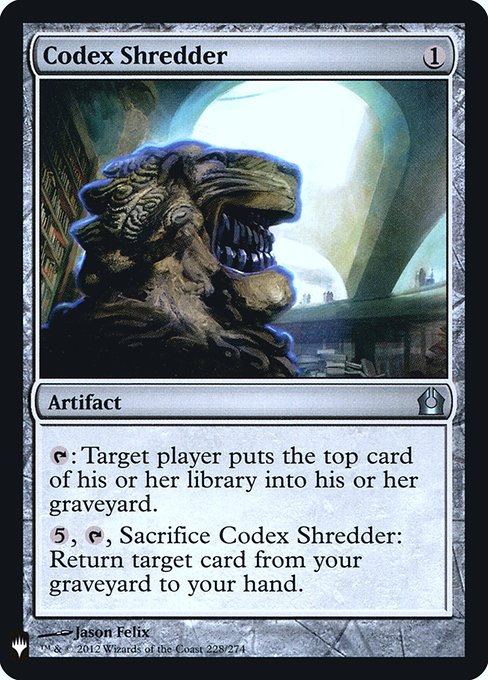 Codex Shredder 1
Artifact
: Target player puts the top card
of his or her library into his or her
graveyard.
5, , Sacrifice Codex Shredder:
Return target card from your
graveyard to your hand.
Jason Felix
™ & © 2012 Wizards of the Coast 228/274